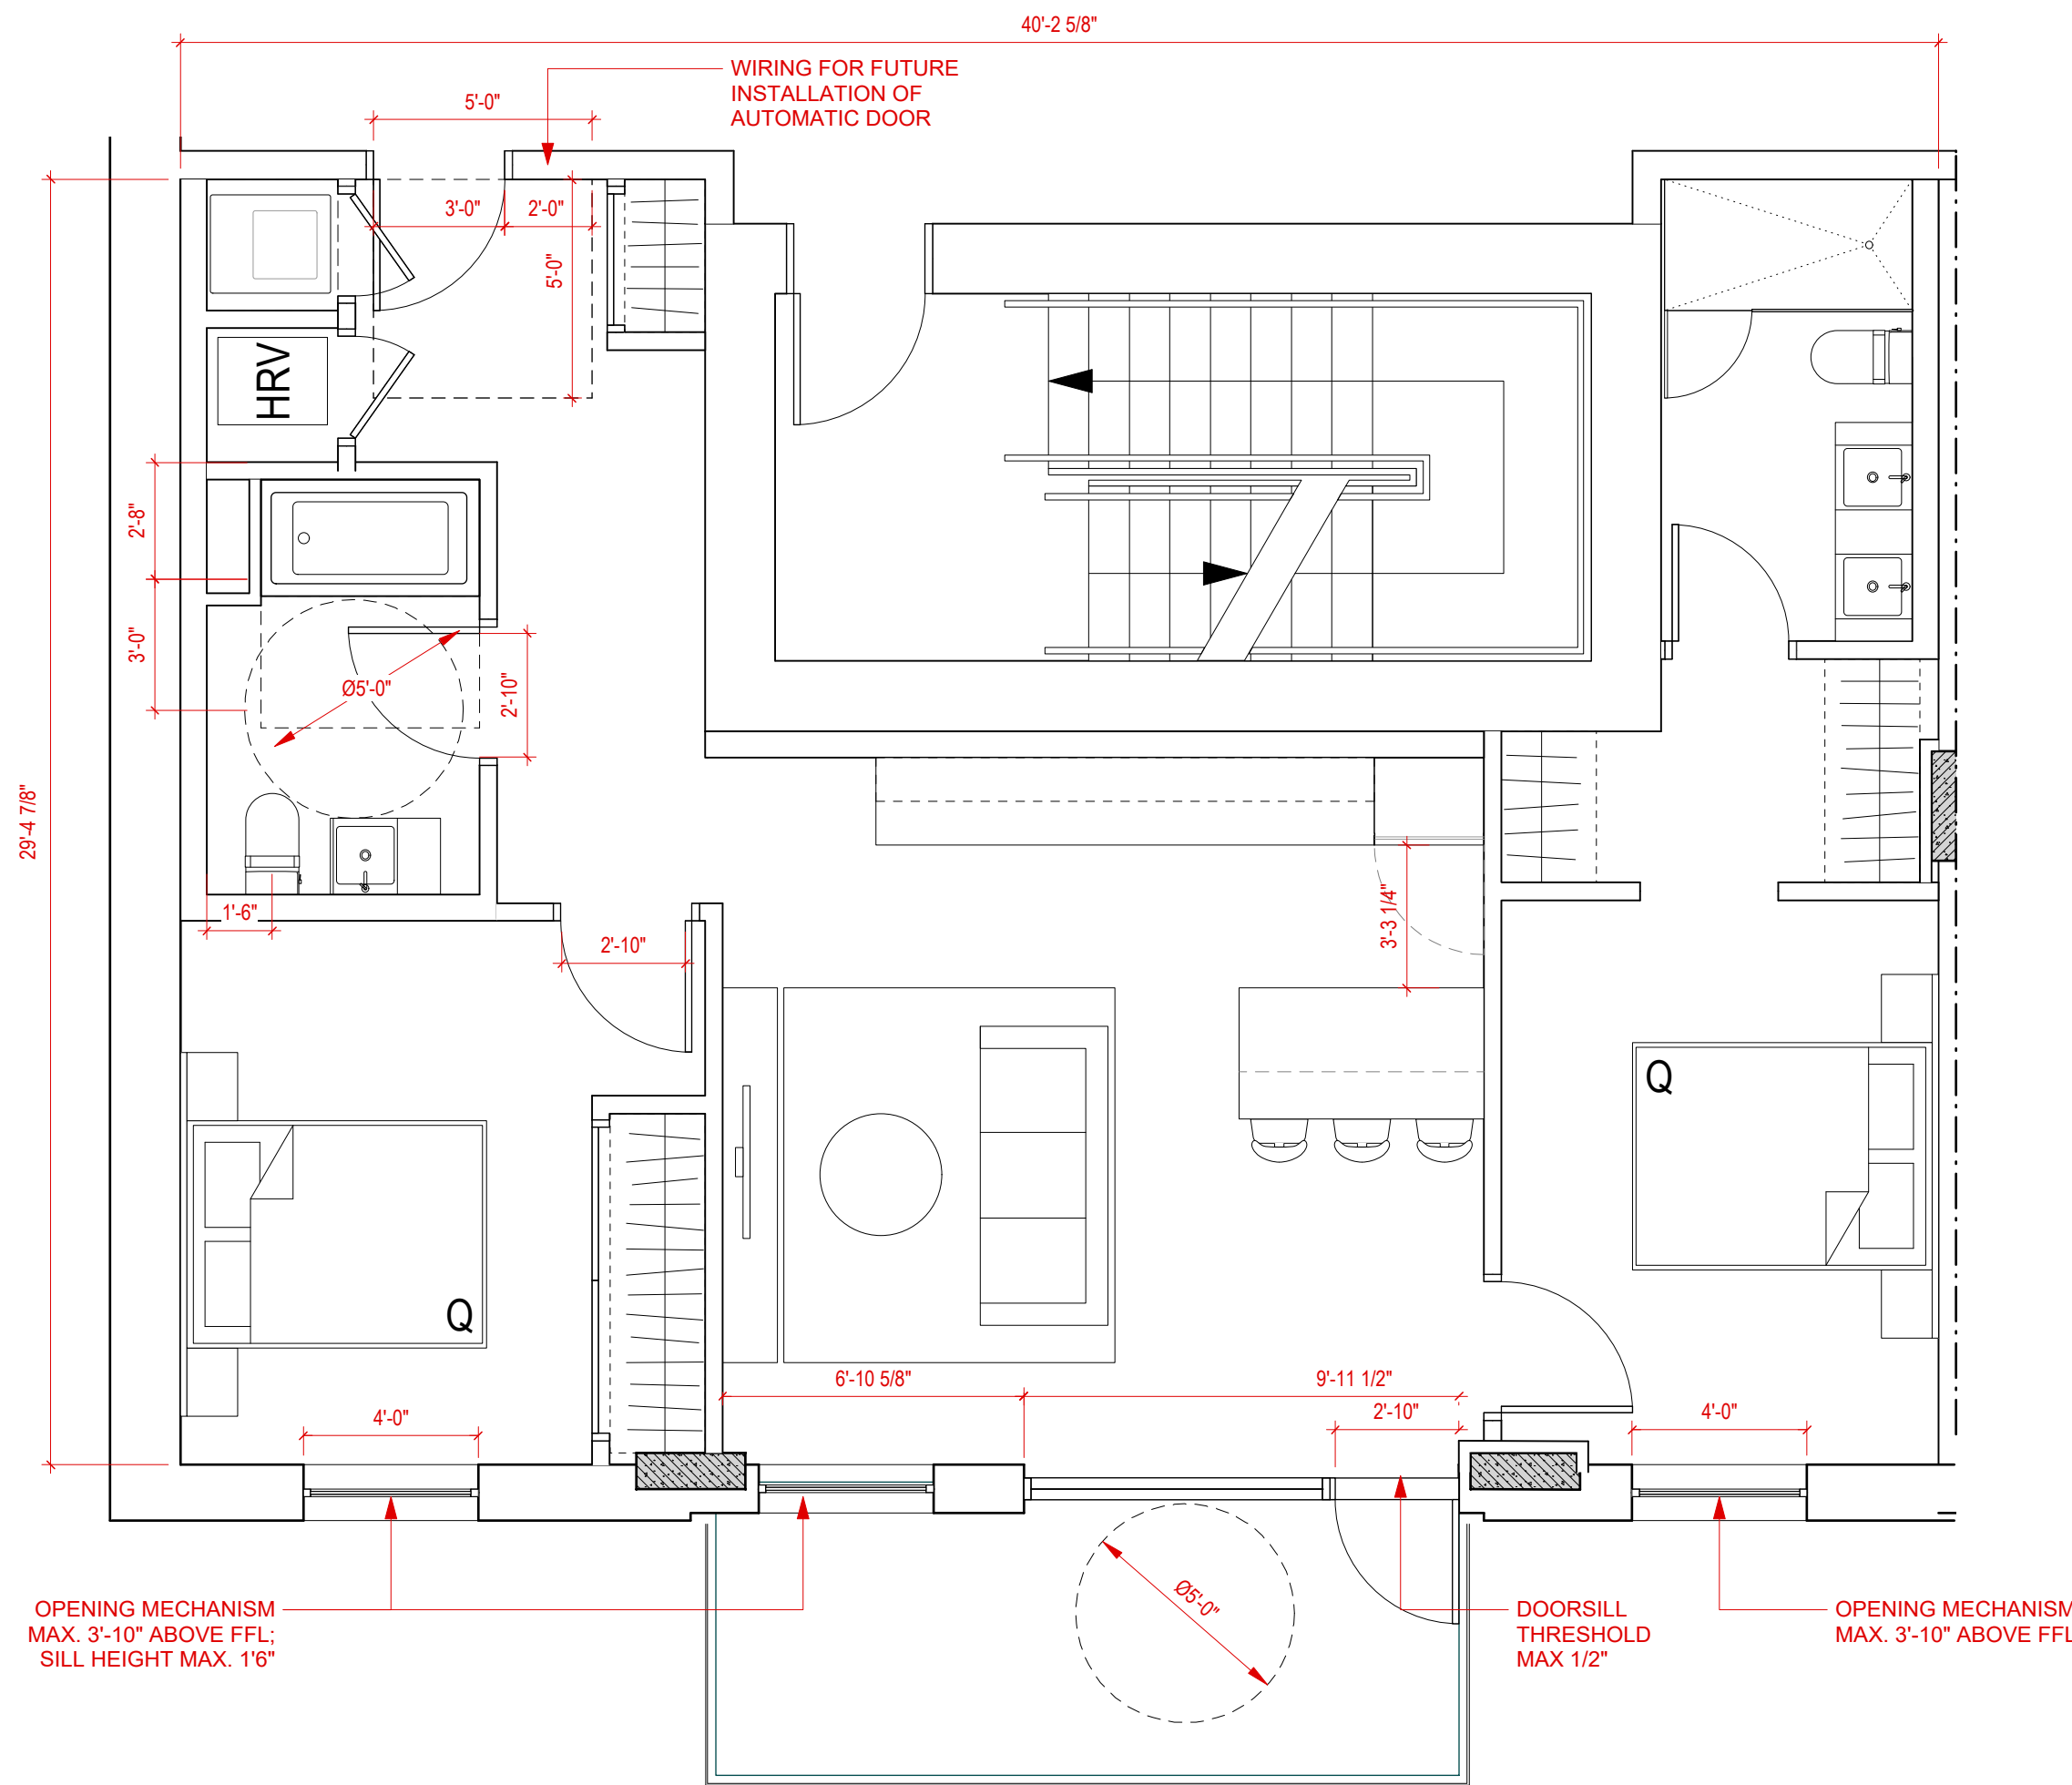 40'-2 5/8"
WIRING FOR FUTURE
INSTALLATION OF
AUTOMATIC DOOR
5'-0"
3'-0"
2'-0"
5'-0"
HRV
2'-8"
3'-0"
Ø5'-0"
2'-10"
29'-4 7/8"
1'-6"
2'-10"
3'-3 1/4"
Q
Q
6'-10 5/8"
9'-11 1/2"
4'-0"
2'-10"
4'-0"
Ø5'-0"
OPENING MECHANISM
MAX. 3'-10" ABOVE FFL;
SILL HEIGHT MAX. 1'6"
DOORSILL
THRESHOLD
MAX 1/2"
OPENING MECHANISM
MAX. 3'-10" ABOVE FFL